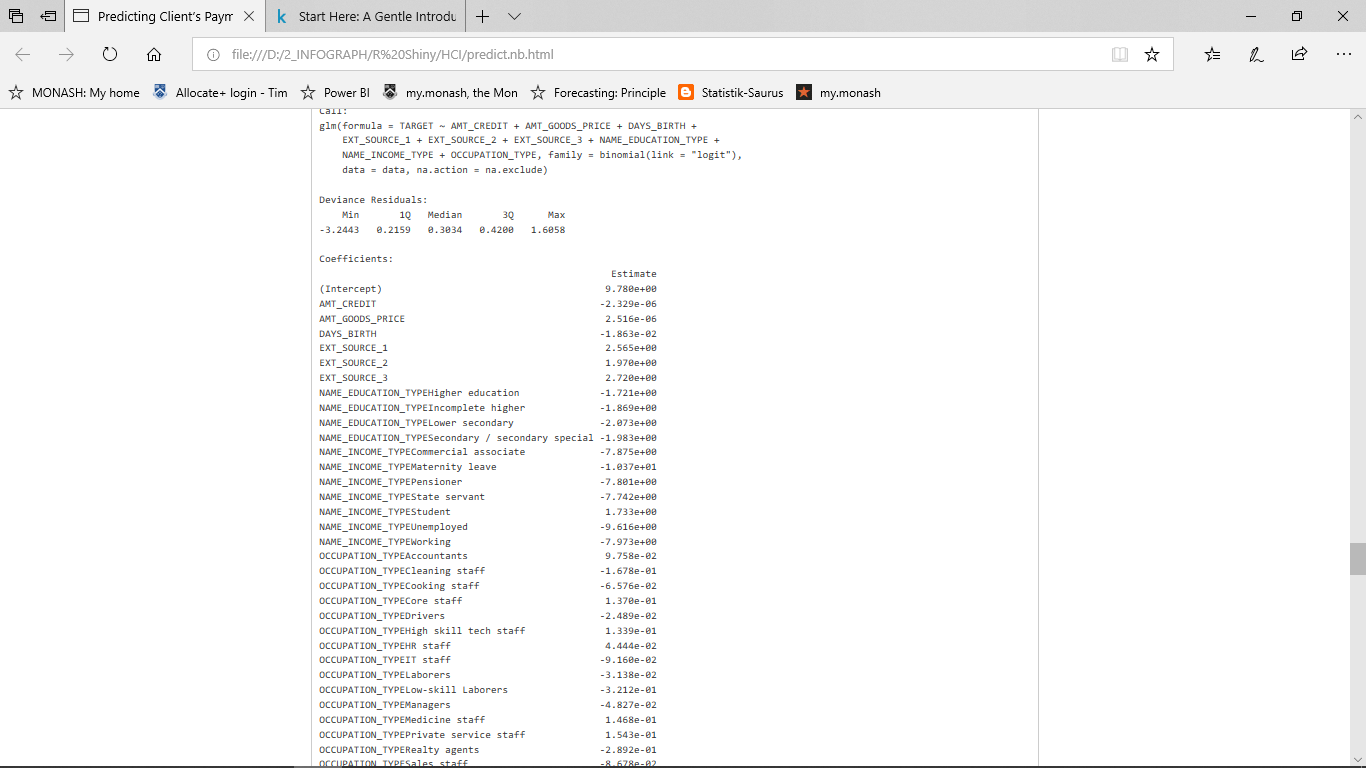 Predicting Client's Paym
Start Here: A Gentle Introdu
file:///D:/2_INFOGRAPH/R%20Shiny/HCI/predict.nb.html
MONASH: My home
Allocate+ login - Tim
Power BI
my.monash, the Mon
Forecasting: Principle
Statistik-Saurus
my.monash
Call:
glm(formula = TARGET ~ AMT_CREDIT + AMT_GOODS_PRICE + DAYS_BIRTH +
EXT_SOURCE_1 + EXT_SOURCE_2 + EXT_SOURCE_3 + NAME_EDUCATION_TYPE +
NAME_INCOME_TYPE + OCCUPATION_TYPE, family = binomial(link = "logit"),
data = data, na.action = na.exclude)
Deviance Residuals:
Min 1Q Median 3Q Max
-3.2443 0.2159 0.3034 0.4200 1.6058
Coefficients:
Estimate
(Intercept) 9.780e+00
AMT_CREDIT -2.329e-06
AMT_GOODS_PRICE 2.516e-06
DAYS_BIRTH -1.863e-02
EXT_SOURCE_1 2.565e+00
EXT_SOURCE_2 1.970e+00
EXT_SOURCE_3 2.720e+00
NAME_EDUCATION_TYPEHigher education -1.721e+00
NAME_EDUCATION_TYPEIncomplete higher -1.869e+00
NAME_EDUCATION_TYPELower secondary -2.073e+00
NAME_EDUCATION_TYPESecondary / secondary special -1.983e+00
NAME_INCOME_TYPECommercial associate -7.875e+00
NAME_INCOME_TYPEMaternity leave -1.037e+01
NAME_INCOME_TYPEPensioner -7.801e+00
NAME_INCOME_TYPEState servant -7.742e+00
NAME_INCOME_TYPEStudent 1.733e+00
NAME_INCOME_TYPEUnemployed -9.616e+00
NAME_INCOME_TYPEWorking -7.973e+00
OCCUPATION_TYPEAccountants 9.758e-02
OCCUPATION_TYPECleaning staff -1.678e-01
OCCUPATION_TYPECooking staff -6.576e-02
OCCUPATION_TYPECore staff 1.370e-01
OCCUPATION_TYPEDrivers -2.489e-02
OCCUPATION_TYPEHigh skill tech staff 1.339e-01
OCCUPATION_TYPEHR staff 4.444e-02
OCCUPATION_TYPEIT staff -9.160e-02
OCCUPATION_TYPELaborers -3.138e-02
OCCUPATION_TYPELow-skill Laborers -3.212e-01
OCCUPATION_TYPEManagers -4.827e-02
OCCUPATION_TYPEMedicine staff 1.468e-01
OCCUPATION_TYPEPrivate service staff 1.543e-01
OCCUPATION_TYPERealty agents -2.892e-01
OCCUPATION_TYPESales staff -8.678e-02